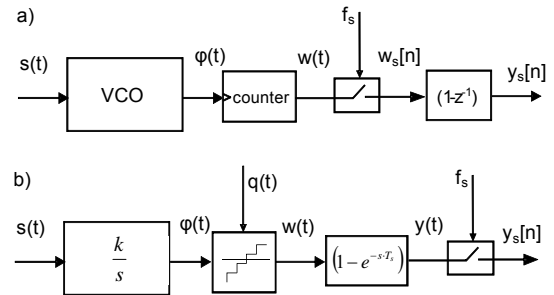 a)
f_s
s(t) VCO φ(t) counter w(t) w_s[n] (1-z⁻¹) y_s[n]
b)
q(t) f_s
s(t) k/s φ(t) w(t) (1 − e^{−s·T_s}) y(t) y_s[n]